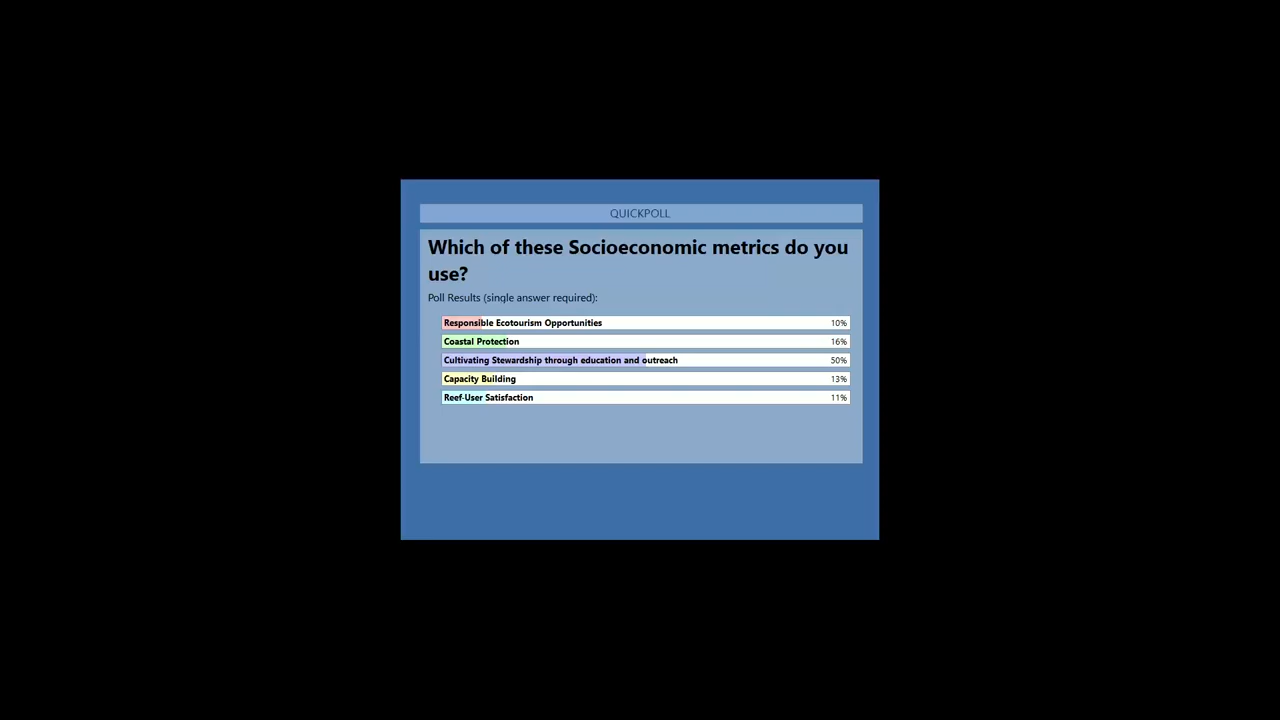 QUICKPOLL
Which of these Socioeconomic metrics do you
use?
Poll Results (single answer required):
Responsible Ecotourism Opportunities 10%
Coastal Protection 16%
Cultivating Stewardship through education and outreach 50%
Capacity Building 13%
Reef-User Satisfaction 11%